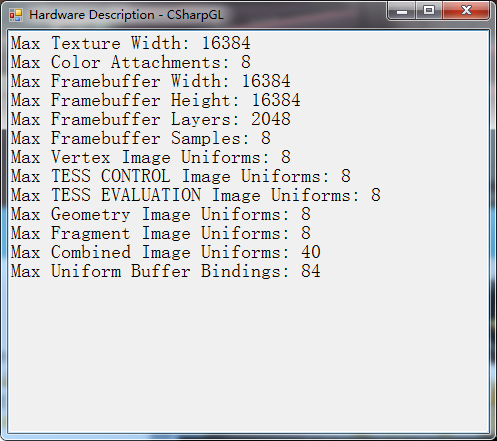 Hardware Description - CSharpGL
Max Texture Width: 16384
Max Color Attachments: 8
Max Framebuffer Width: 16384
Max Framebuffer Height: 16384
Max Framebuffer Layers: 2048
Max Framebuffer Samples: 8
Max Vertex Image Uniforms: 8
Max TESS CONTROL Image Uniforms: 8
Max TESS EVALUATION Image Uniforms: 8
Max Geometry Image Uniforms: 8
Max Fragment Image Uniforms: 8
Max Combined Image Uniforms: 40
Max Uniform Buffer Bindings: 84